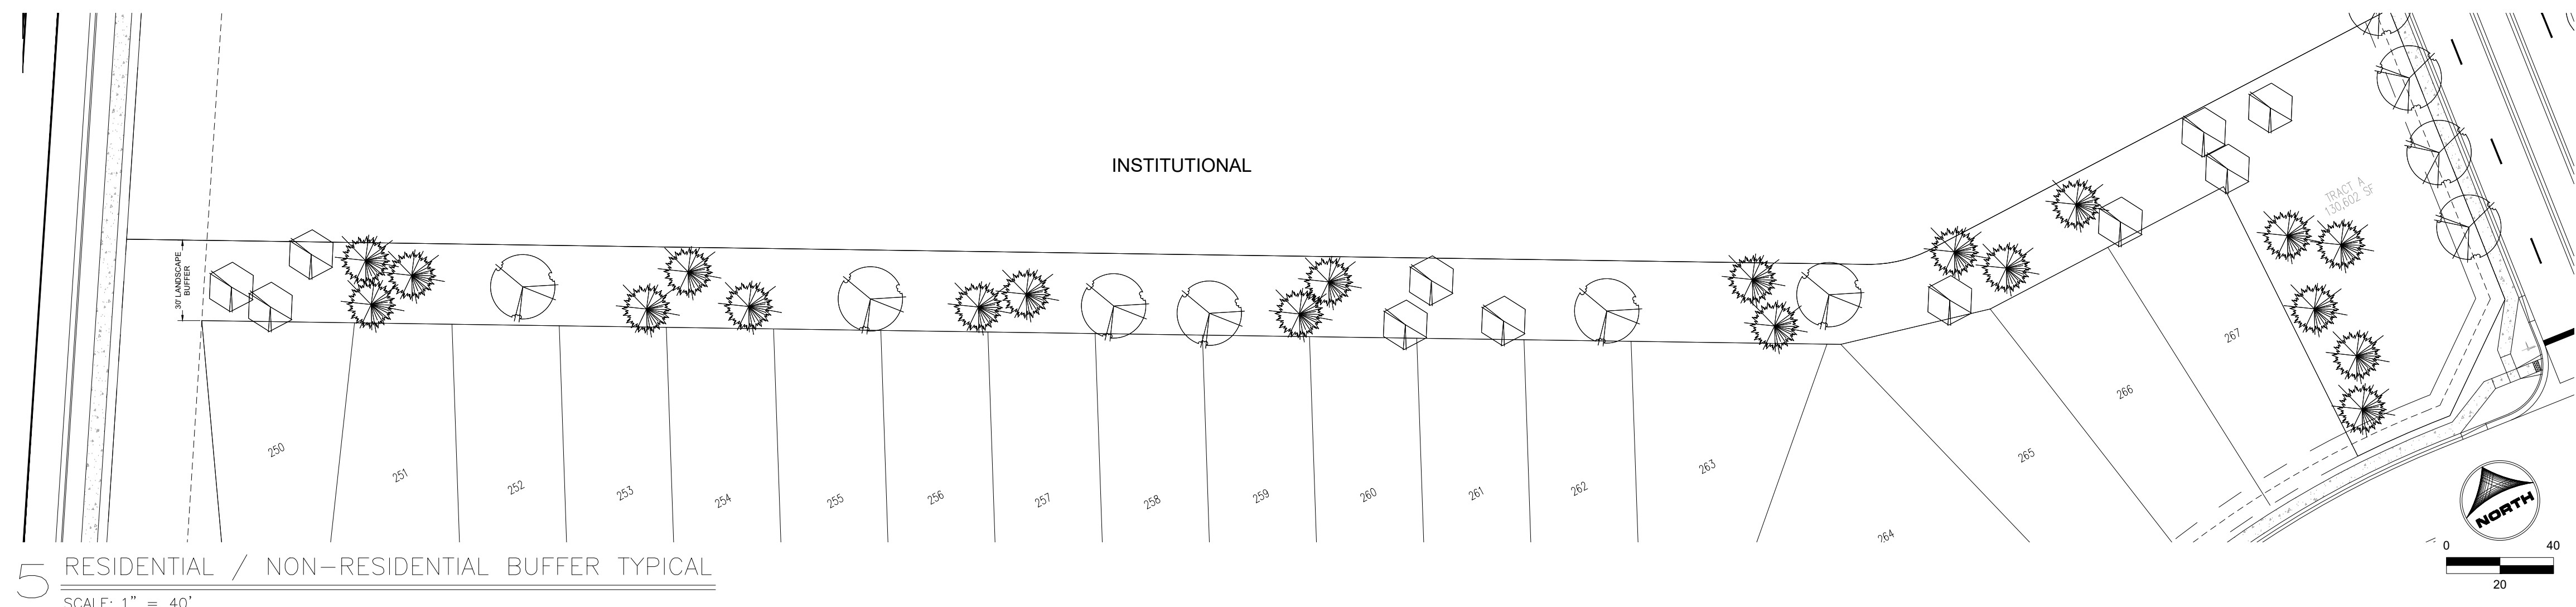 INSTITUTIONAL
TRACT A
130,602 SF
30' LANDSCAPE
BUFFER
250
251
252
253
254
255
256
257
258
259
260
261
262
263
264
265
266
267
NORTH
0 40
20
5 RESIDENTIAL / NON-RESIDENTIAL BUFFER TYPICAL
SCALE: 1" = 40'